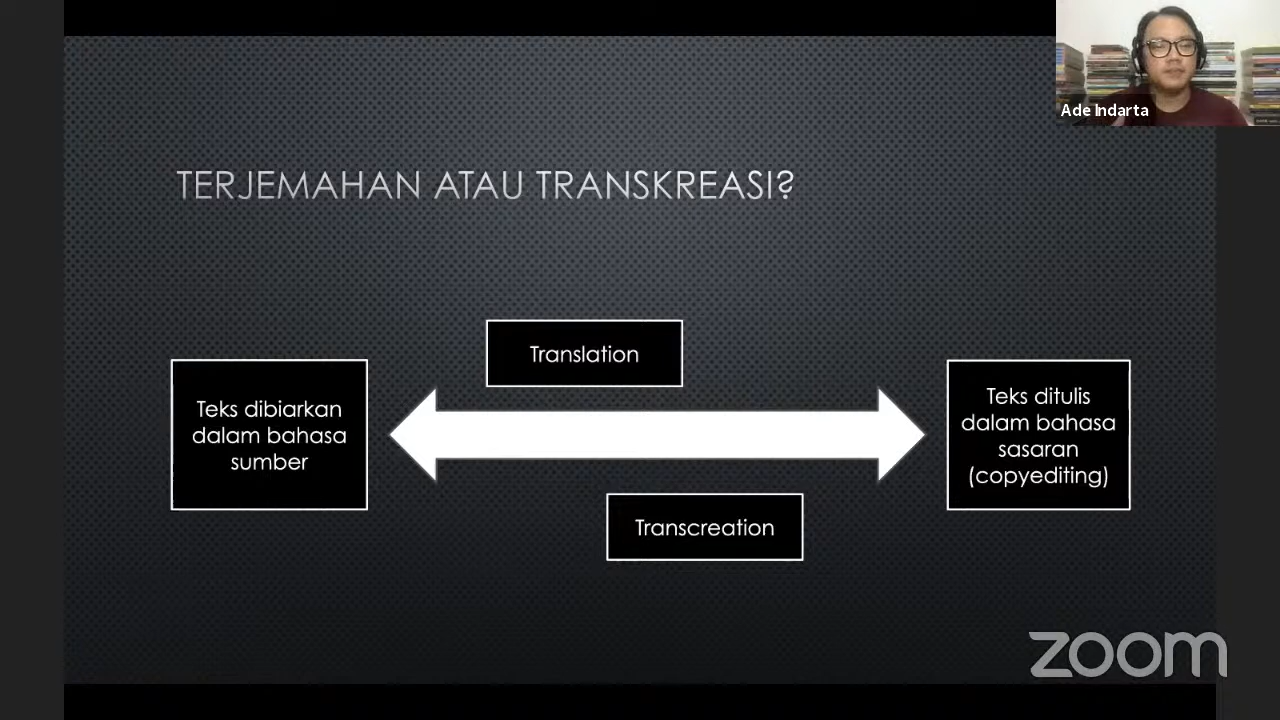 Ade Indarta
TERJEMAHAN ATAU TRANSKREASI?
Translation
Teks dibiarkan
dalam bahasa
sumber
Teks ditulis
dalam bahasa
sasaran
(copyediting)
Transcreation
zoom